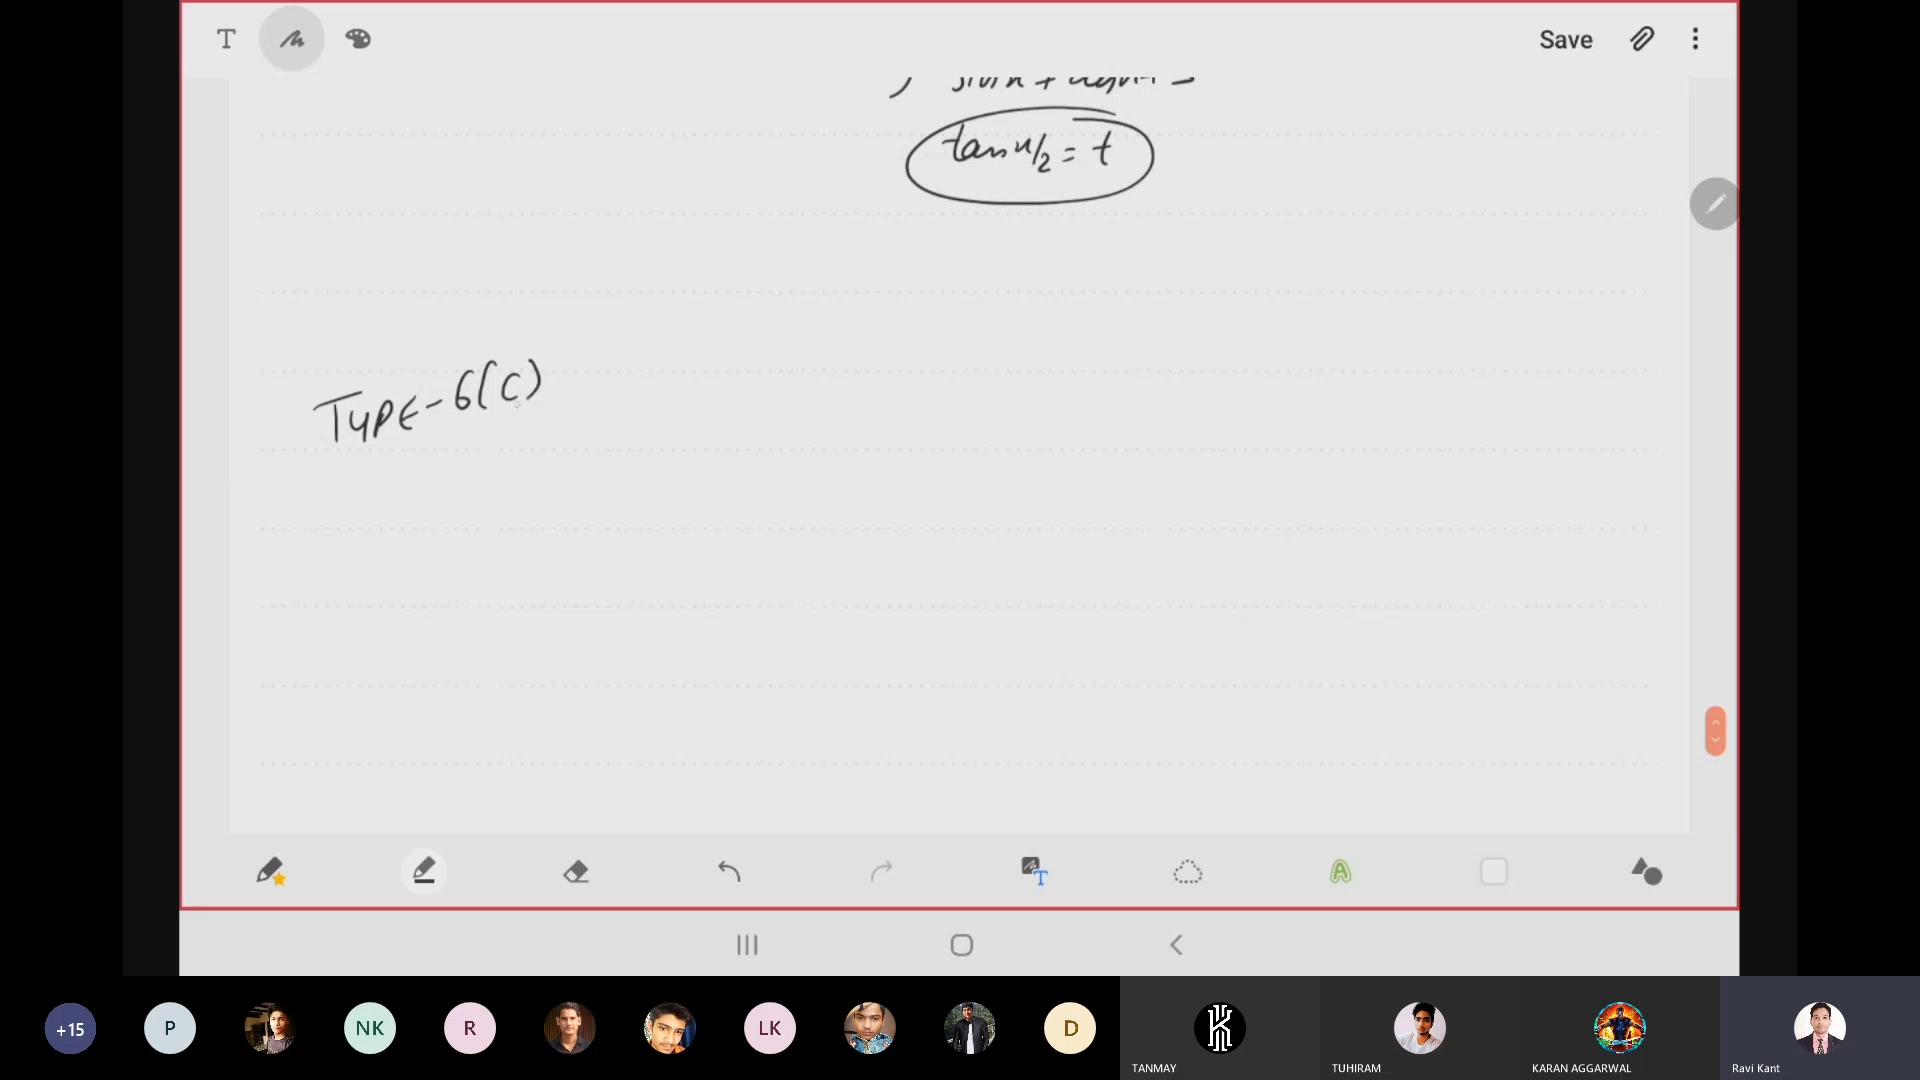 T
Save
tan x/2 = t
TYPE - 6(C)
T
A
+15
P
NK
R
LK
D
TANMAY
TUHIRAM
KARAN AGGARWAL
Ravi Kant